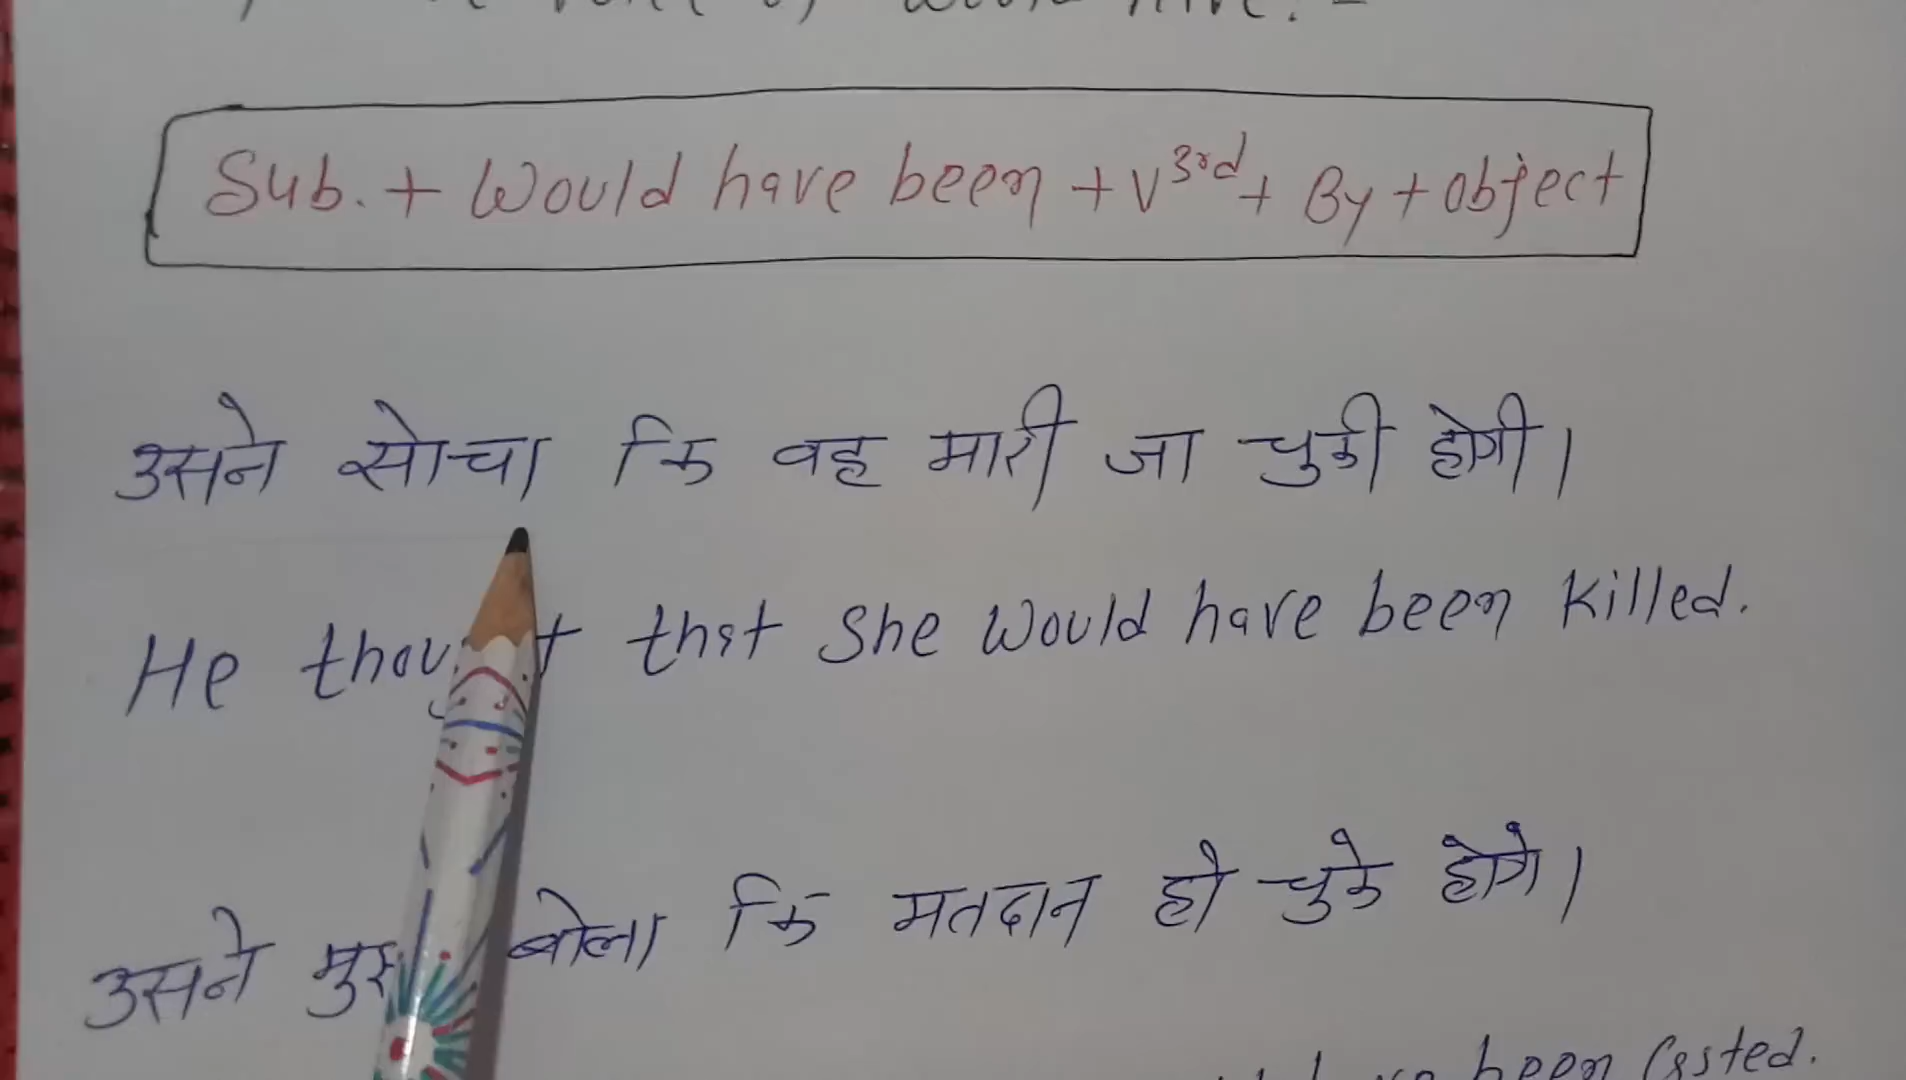 Sub. + Would have been + V3rd + By + Object
उसने सोचा कि वह मारी जा चुकी होगी।
He that She Would have been killed.
उसने बोला कि मतदान हो चुके होगे।
been Casted.